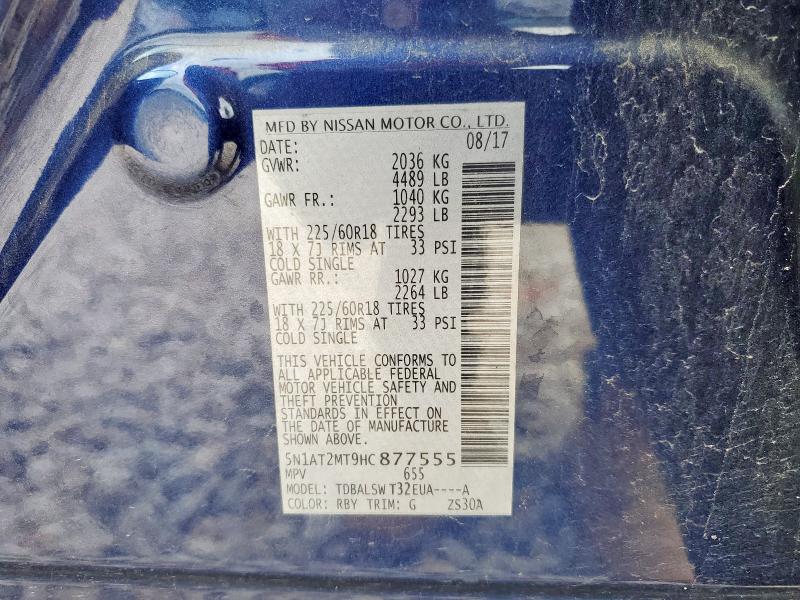 MFD BY NISSAN MOTOR CO., LTD.
DATE: 08/17
GVWR: 2036 KG
4489 LB
GAWR FR.: 1040 KG
2293 LB
WITH 225/60R18 TIRES
18 X 7J RIMS AT 33 PSI
COLD SINGLE
GAWR RR.: 1027 KG
2264 LB
WITH 225/60R18 TIRES
18 X 7J RIMS AT 33 PSI
COLD SINGLE
THIS VEHICLE CONFORMS TO
ALL APPLICABLE FEDERAL
MOTOR VEHICLE SAFETY AND
THEFT PREVENTION
STANDARDS IN EFFECT ON
THE DATE OF MANUFACTURE
SHOWN ABOVE.
5N1AT2MT9HC877555
MPV 655
MODEL: TDBALSW T32EUA----A
COLOR: RBY TRIM: G ZS30A